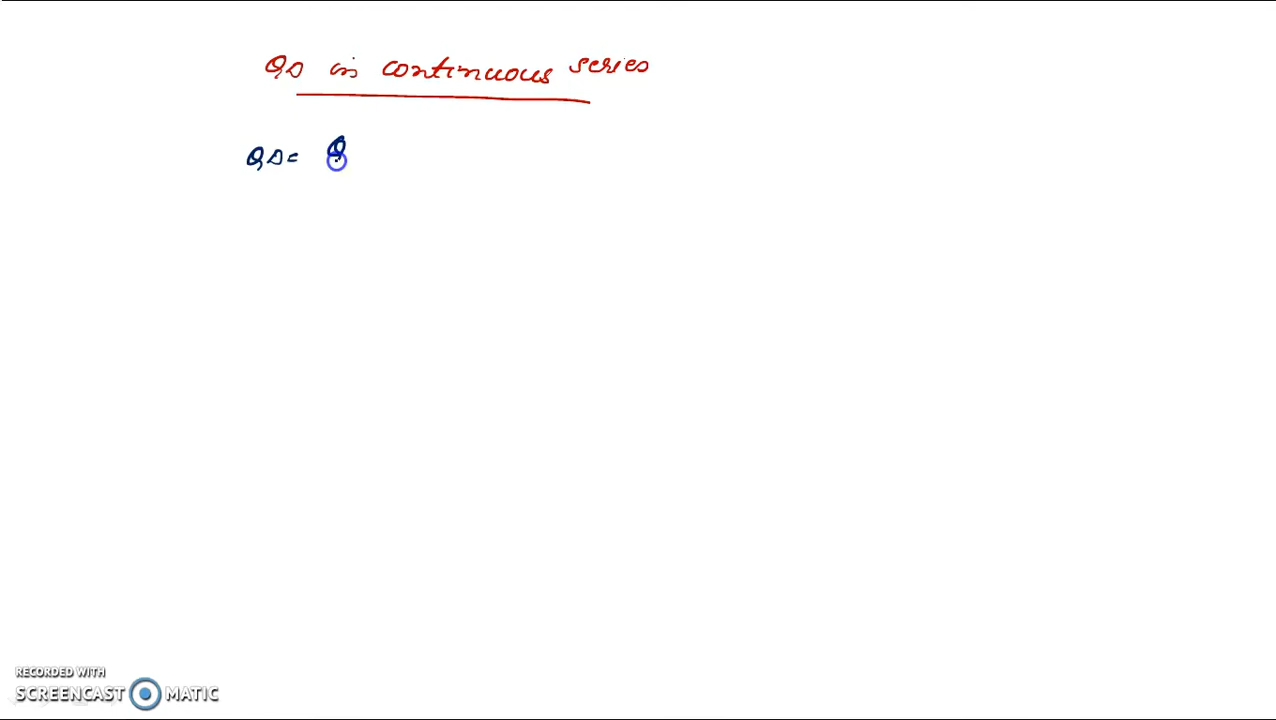 QD in continuous series
QD = Q
RECORDED WITH
SCREENCAST MATIC